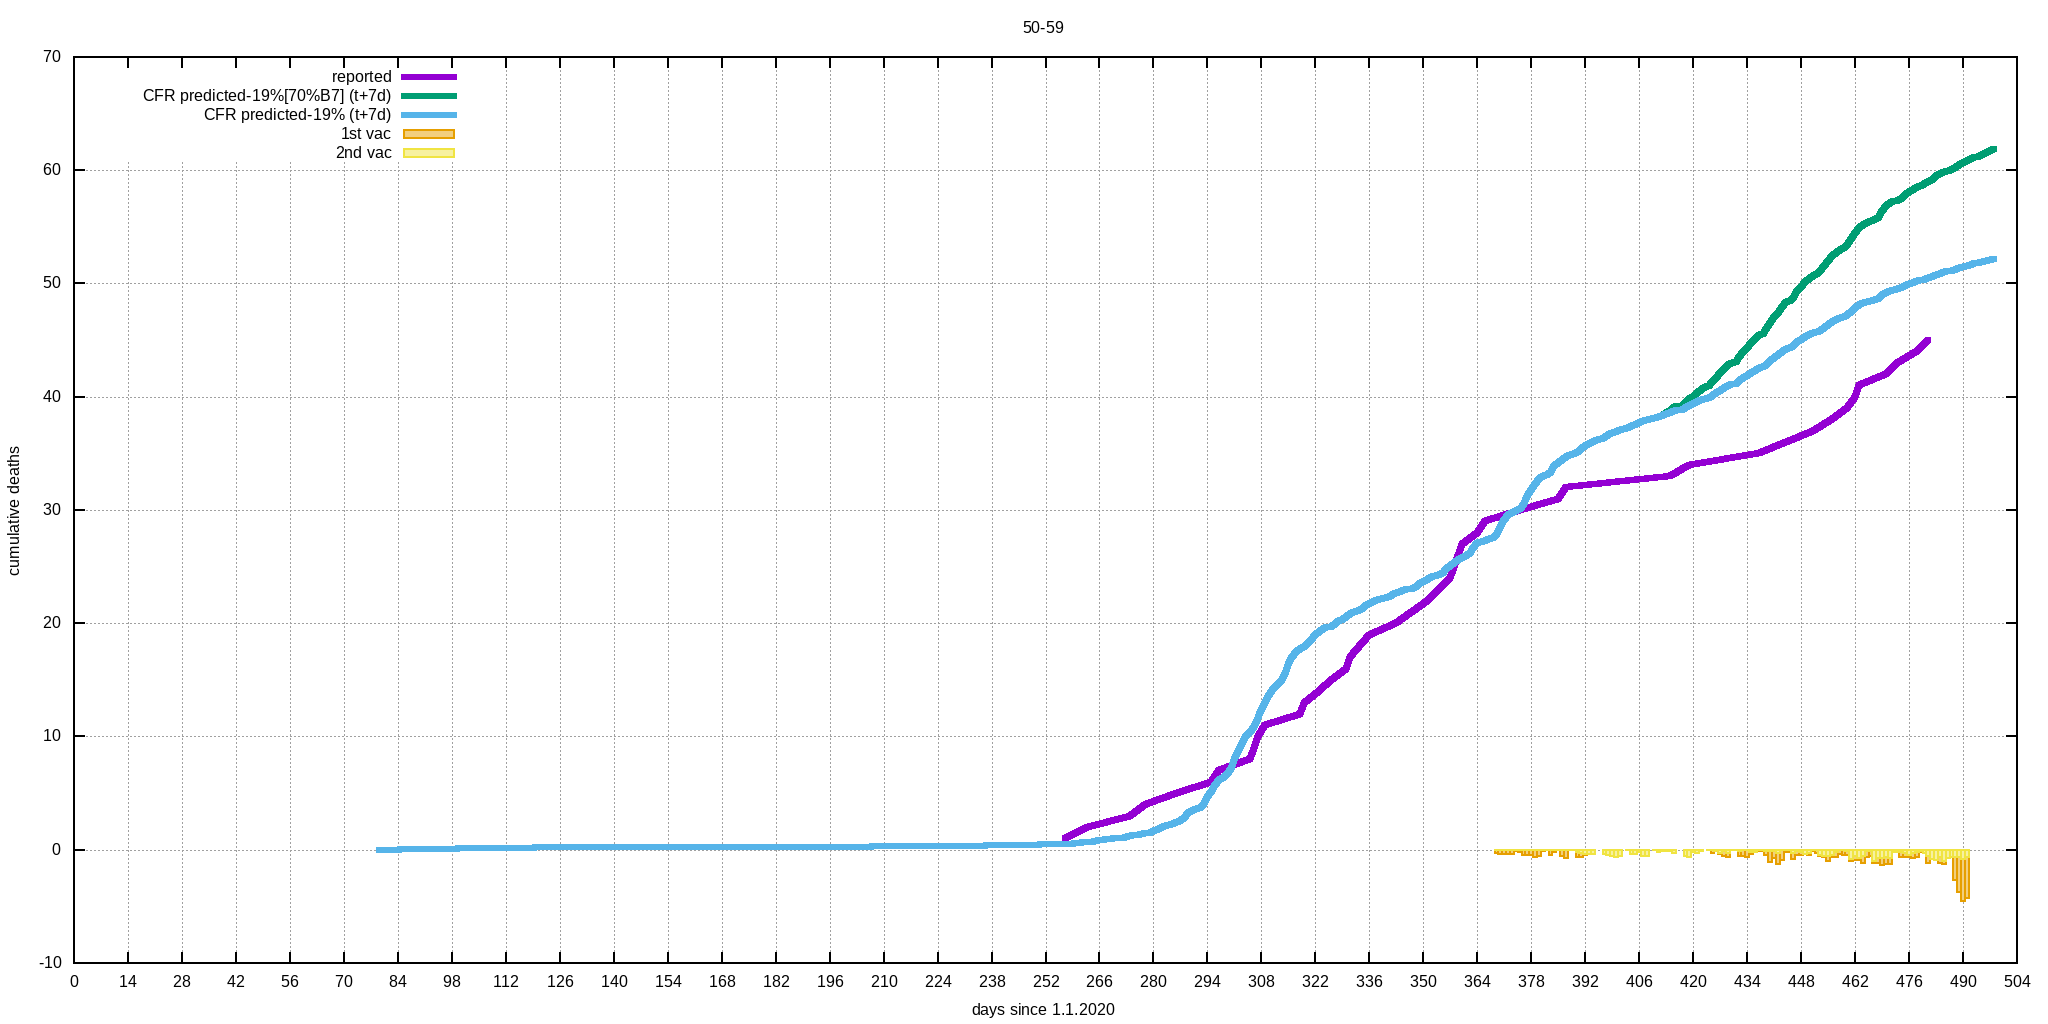 50-59
70
60
50
40
30
20
10
0
-10
cumulative deaths
reported
CFR predicted-19%[70%B7] (t+7d)
CFR predicted-19% (t+7d)
1st vac
2nd vac
0 14 28 42 56 70 84 98 112 126 140 154 168 182 196 210 224 238 252 266 280 294 308 322 336 350 364 378 392 406 420 434 448 462 476 490 504
days since 1.1.2020